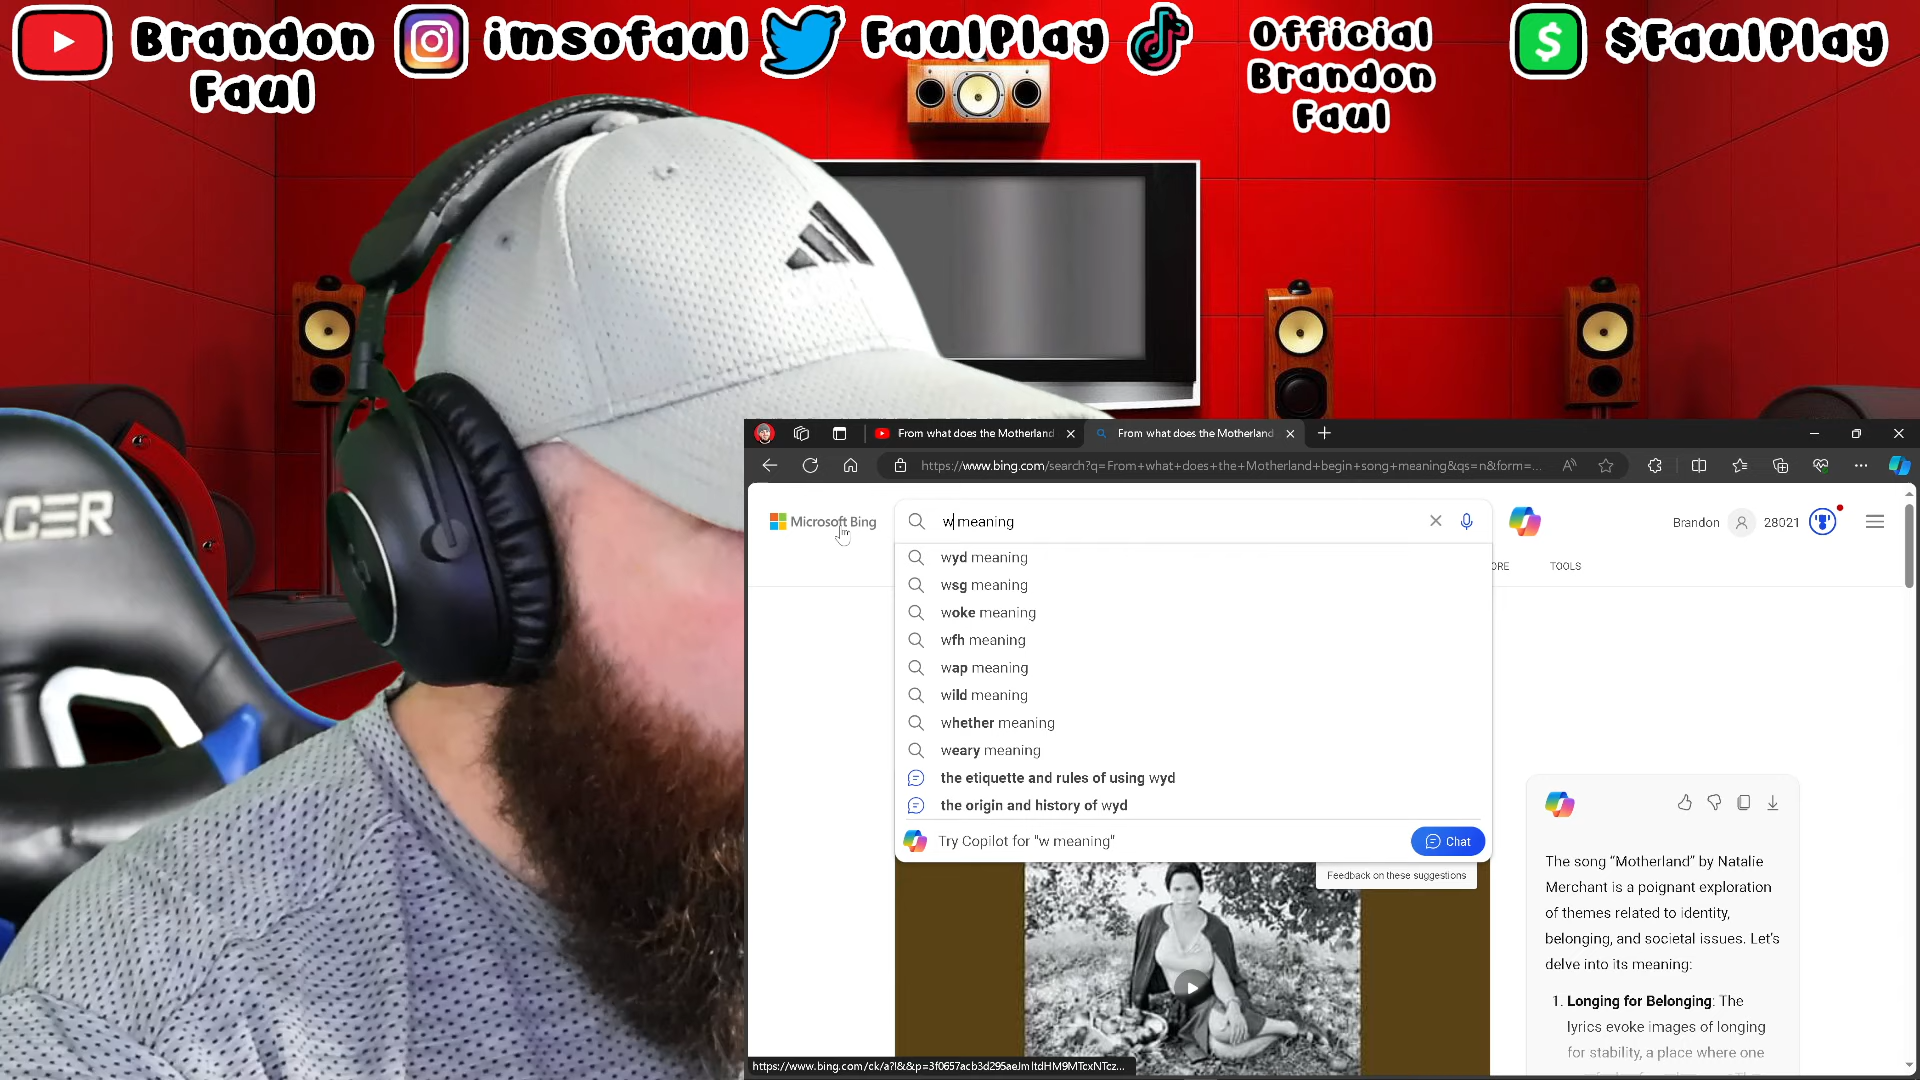 Brandon
Faul
imsofaul
FaulPlay
Official
Brandon
Faul
$FaulPlay
$
CER
From what does the Motherland
From what does the Motherland
https://www.bing.com/search?q=From+what+does+the+Motherland+begin+song+meaning&qs=n&form=...
Microsoft Bing
w meaning
Brandon
28021
ORE
TOOLS
wyd meaning
wsg meaning
woke meaning
wfh meaning
wap meaning
wild meaning
whether meaning
weary meaning
the etiquette and rules of using wyd
the origin and history of wyd
Try Copilot for "w meaning"
Chat
Feedback on these suggestions
The song “Motherland” by Natalie
Merchant is a poignant exploration
of themes related to identity,
belonging, and societal issues. Let's
delve into its meaning:
1. Longing for Belonging: The
lyrics evoke images of longing
for stability, a place where one